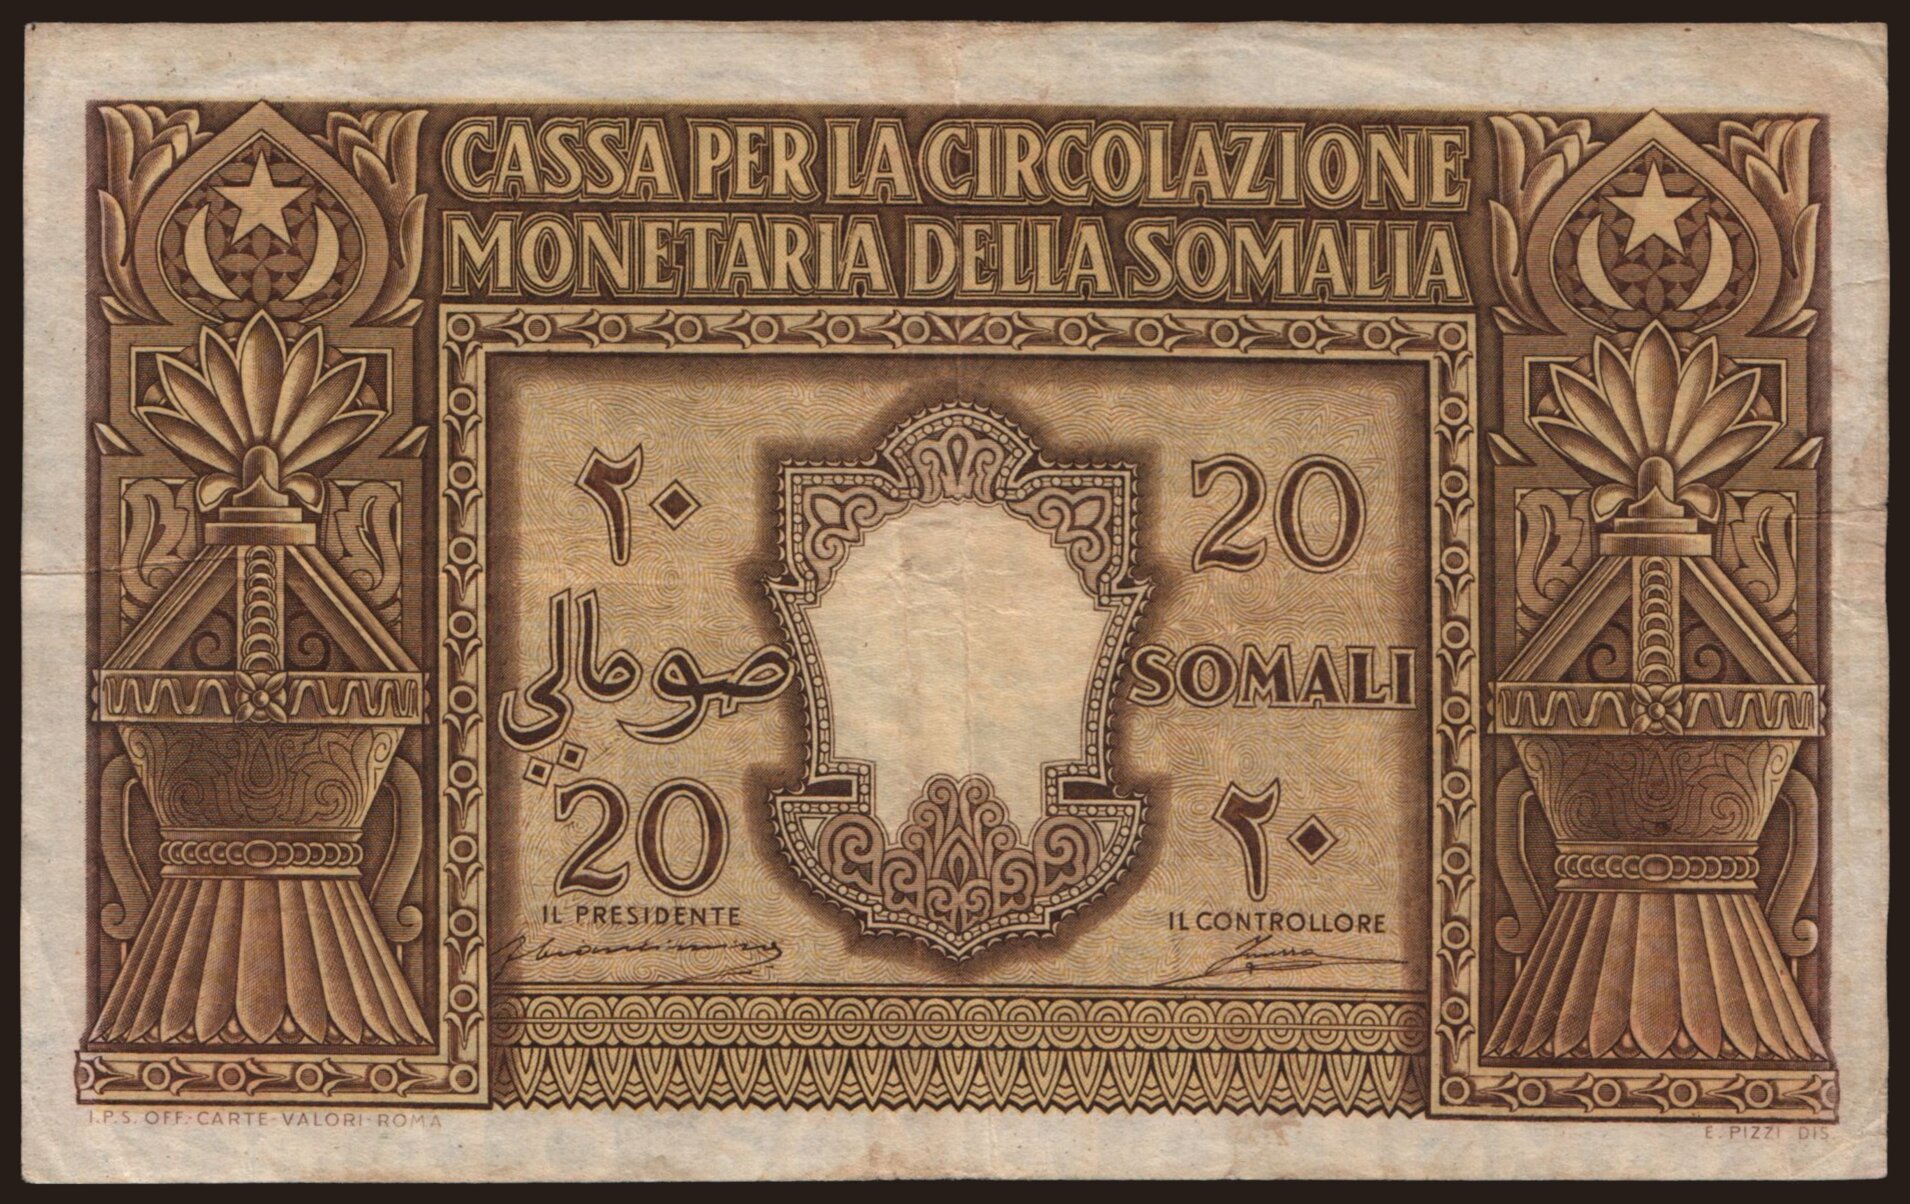 CASSA PER LA CIRCOLAZIONE
MONETARIA DELLA SOMALIA
٢٠
20
صومالي
SOMALI
20
٢٠
IL PRESIDENTE
IL CONTROLLORE
I.P.S. OFF. CARTE-VALORI-ROMA
E. PIZZI DIS.